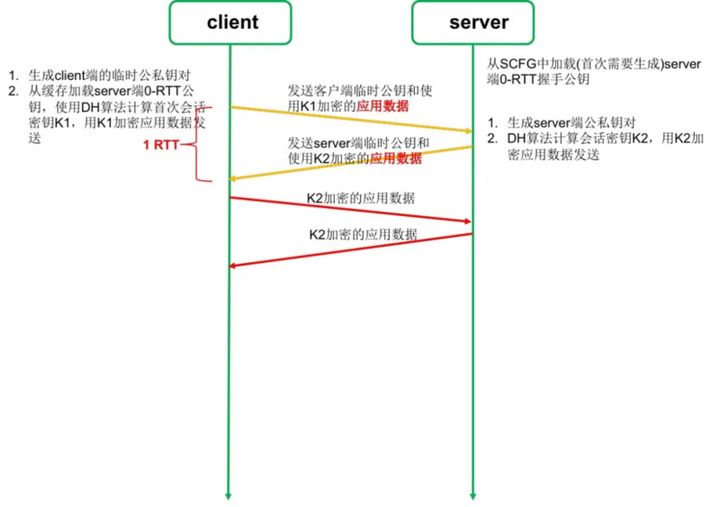 client
server
从SCFG中加载(首次需要生成)server
端0-RTT握手公钥
1. 生成client端的临时公私钥对
2. 从缓存加载server端0-RTT公
钥，使用DH算法计算首次会话
密钥K1，用K1加密应用数据发
送
1 RTT
发送客户端临时公钥和使
用K1加密的应用数据
1. 生成server端公私钥对
2. DH算法计算会话密钥K2，用K2加
密应用数据发送
发送server端临时公钥和
使用K2加密的应用数据
K2加密的应用数据
K2加密的应用数据